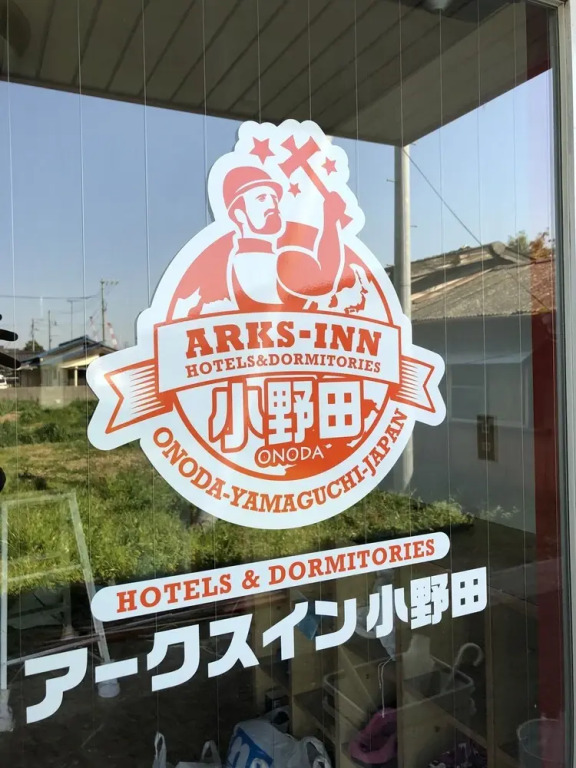 ARKS-INN
HOTELS&DORMITORIES
小野田
ONODA
ONODA-YAMAGUCHI-JAPAN
HOTELS & DORMITORIES
アークスイン小野田